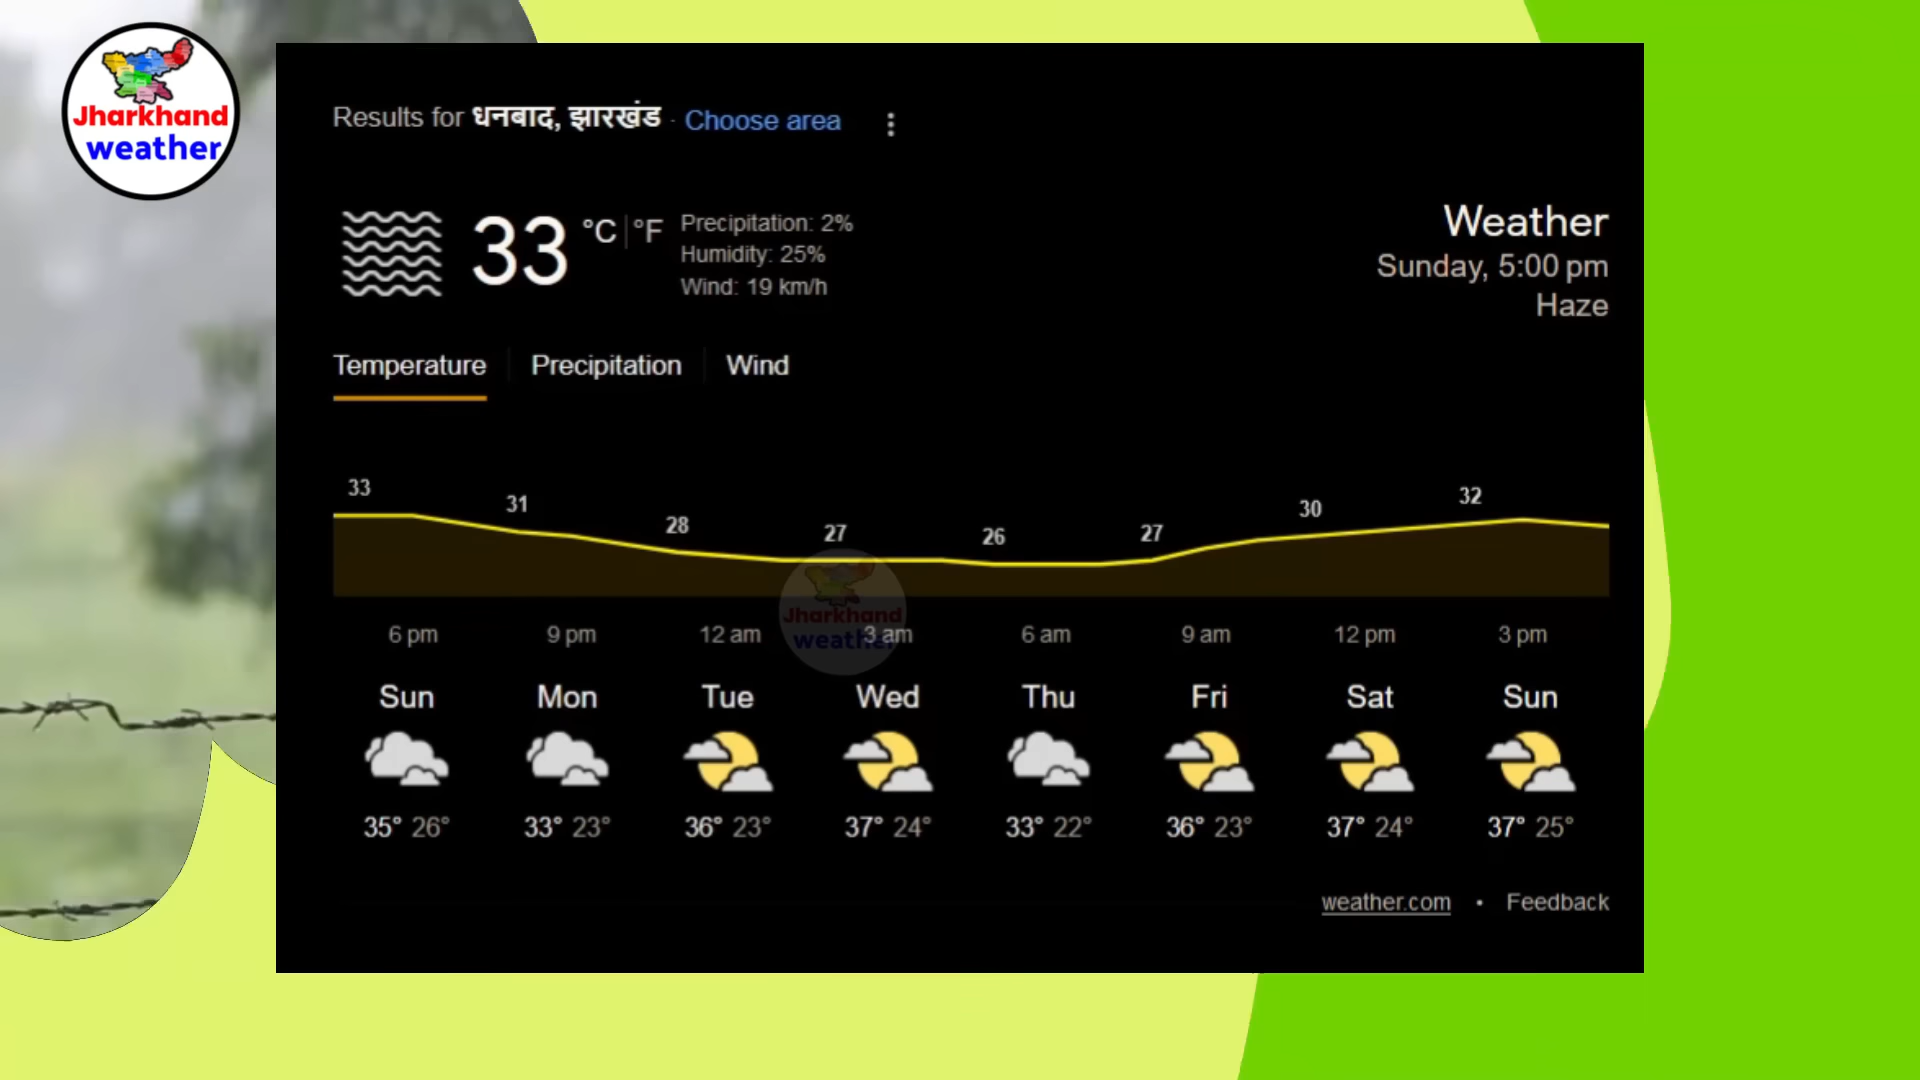 Jharkhand
weather
Results for धनबाद, झारखंड · Choose area
33 °C | °F
Precipitation: 2%
Humidity: 25%
Wind: 19 km/h
Weather
Sunday, 5:00 pm
Haze
Temperature Precipitation Wind
33 31 28 27 26 27 30 32
Jharkhand
weather
6 pm 9 pm 12 am 3 am 6 am 9 am 12 pm 3 pm
Sun Mon Tue Wed Thu Fri Sat Sun
35° 26° 33° 23° 36° 23° 37° 24° 33° 22° 36° 23° 37° 24° 37° 25°
weather.com • Feedback